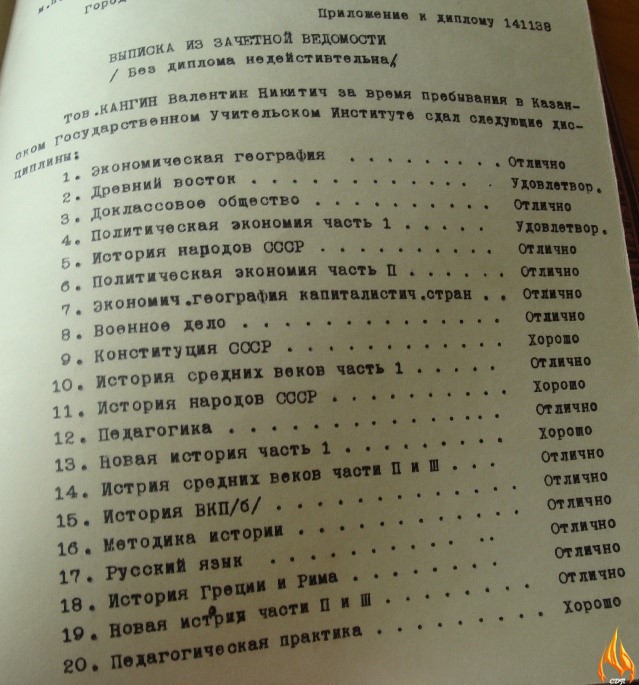 Город
Приложение к диплому 141138
ВЫПИСКА ИЗ ЗАЧЕТНОЙ ВЕДОМОСТИ
/ Без диплома недейстивтельна/
тов.КАНГИН Валентин Никитич за время пребывания в Казан-
ском Государственном Учительском Институте сдал следующие дис-
циплины:
1. Экономическая география . . . . . . . . Отлично
2. Древний восток . . . . . . . . . . . . Удовлетвор.
3. Доклассовое общество . . . . . . . . . Отлично
4. Политическая экономия часть 1 . . . . . Удовлетвор.
5. История народов СССР . . . . . . . . . Отлично
6. Политическая экономия часть П . . . . . . Отлично
7. Экономич.география капиталистич.стран . . Отлично
8. Военное дело . . . . . . . . . . . . . Отлично
9. Конституция СССР . . . . . . . . . . . Хорошо
10. История средних веков часть 1 . . . . . Отлично
11. История народов СССР . . . . . . . . . Хорошо
12. Педагогика . . . . . . . . . . . . . . Отлично
13. Новая история часть 1 . . . . . . . . . Хорошо
14. Истрия средних веков части П и Ш . . . Отлично
15. История ВКП/б/ . . . . . . . . . . . . Отлично
16. Методика истории . . . . . . . . . . . Отлично
17. Русский язык . . . . . . . . . . . Отлично
18. История Греции и Рима . . . . . . . . Отлично
19. Новая история части П и Ш . . . . . . . Отлично
20. Педагогическая практика . . . . . . . . Хорошо
CDR